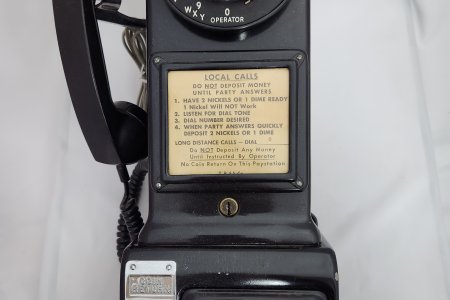 9 0
WXY OPERATOR
LOCAL CALLS
DO NOT DEPOSIT MONEY
UNTIL PARTY ANSWERS
1. HAVE 2 NICKELS OR 1 DIME READY
1 Nickel Will NOT Work
2. LISTEN FOR DIAL TONE
3. DIAL NUMBER DESIRED
4. WHEN PARTY ANSWERS QUICKLY
DEPOSIT 2 NICKELS OR 1 DIME
LONG DISTANCE CALLS - DIAL
Do NOT Deposit Any Money
Until Instructed By Operator
No Coin Return On This Paystation
COIN
RETURN